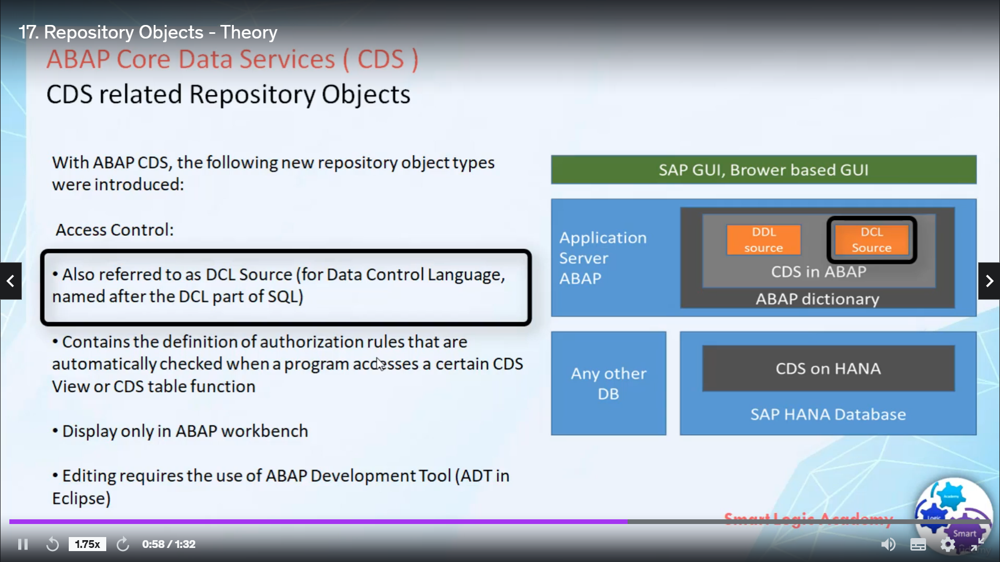 17. Repository Objects - Theory
ABAP Core Data Services ( CDS )
CDS related Repository Objects
With ABAP CDS, the following new repository object types
were introduced:
Access Control:
• Also referred to as DCL Source (for Data Control Language,
named after the DCL part of SQL)
• Contains the definition of authorization rules that are
automatically checked when a program accesses a certain CDS
View or CDS table function
• Display only in ABAP workbench
• Editing requires the use of ABAP Development Tool (ADT in
Eclipse)
SAP GUI, Brower based GUI
Application
Server
ABAP
DDL
source
DCL
Source
CDS in ABAP
ABAP dictionary
Any other
DB
CDS on HANA
SAP HANA Database
Smart Logic Academy
Academy
Logic
Smart
1.75x
0:58 / 1:32